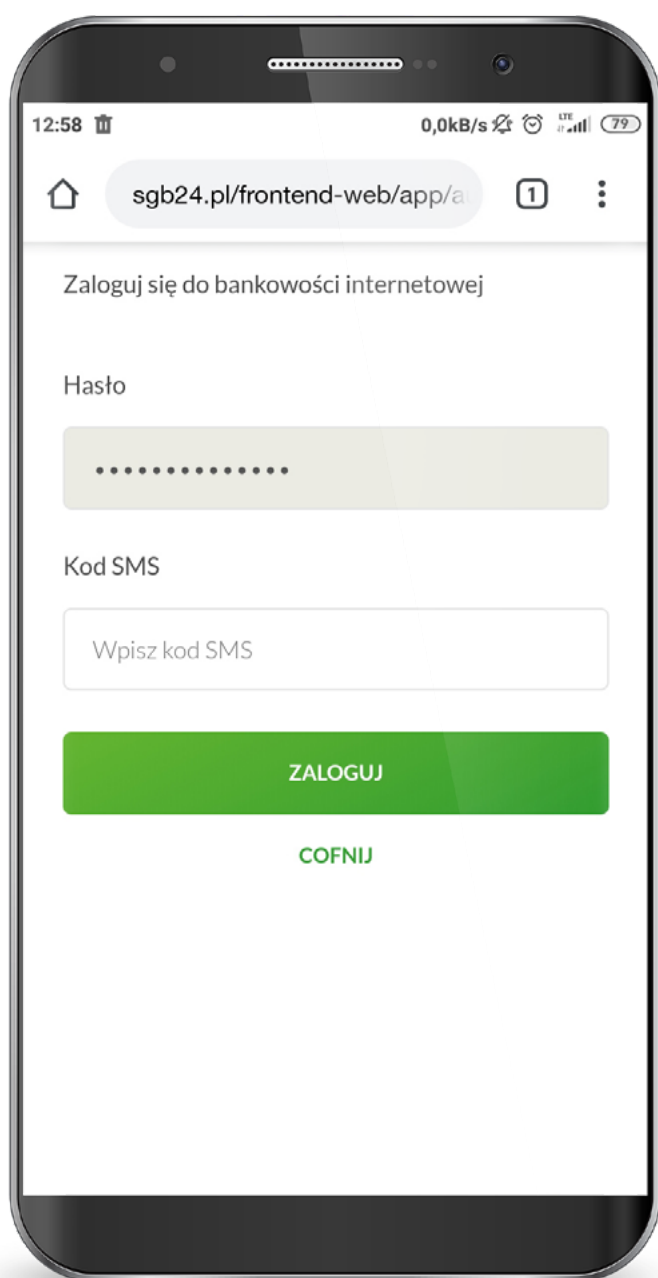 12:58
0,0kB/s LTE 79
sgb24.pl/frontend-web/app/a
1
Zaloguj się do bankowości internetowej
Hasło
••••••••••••••
Kod SMS
Wpisz kod SMS
ZALOGUJ
COFNIJ